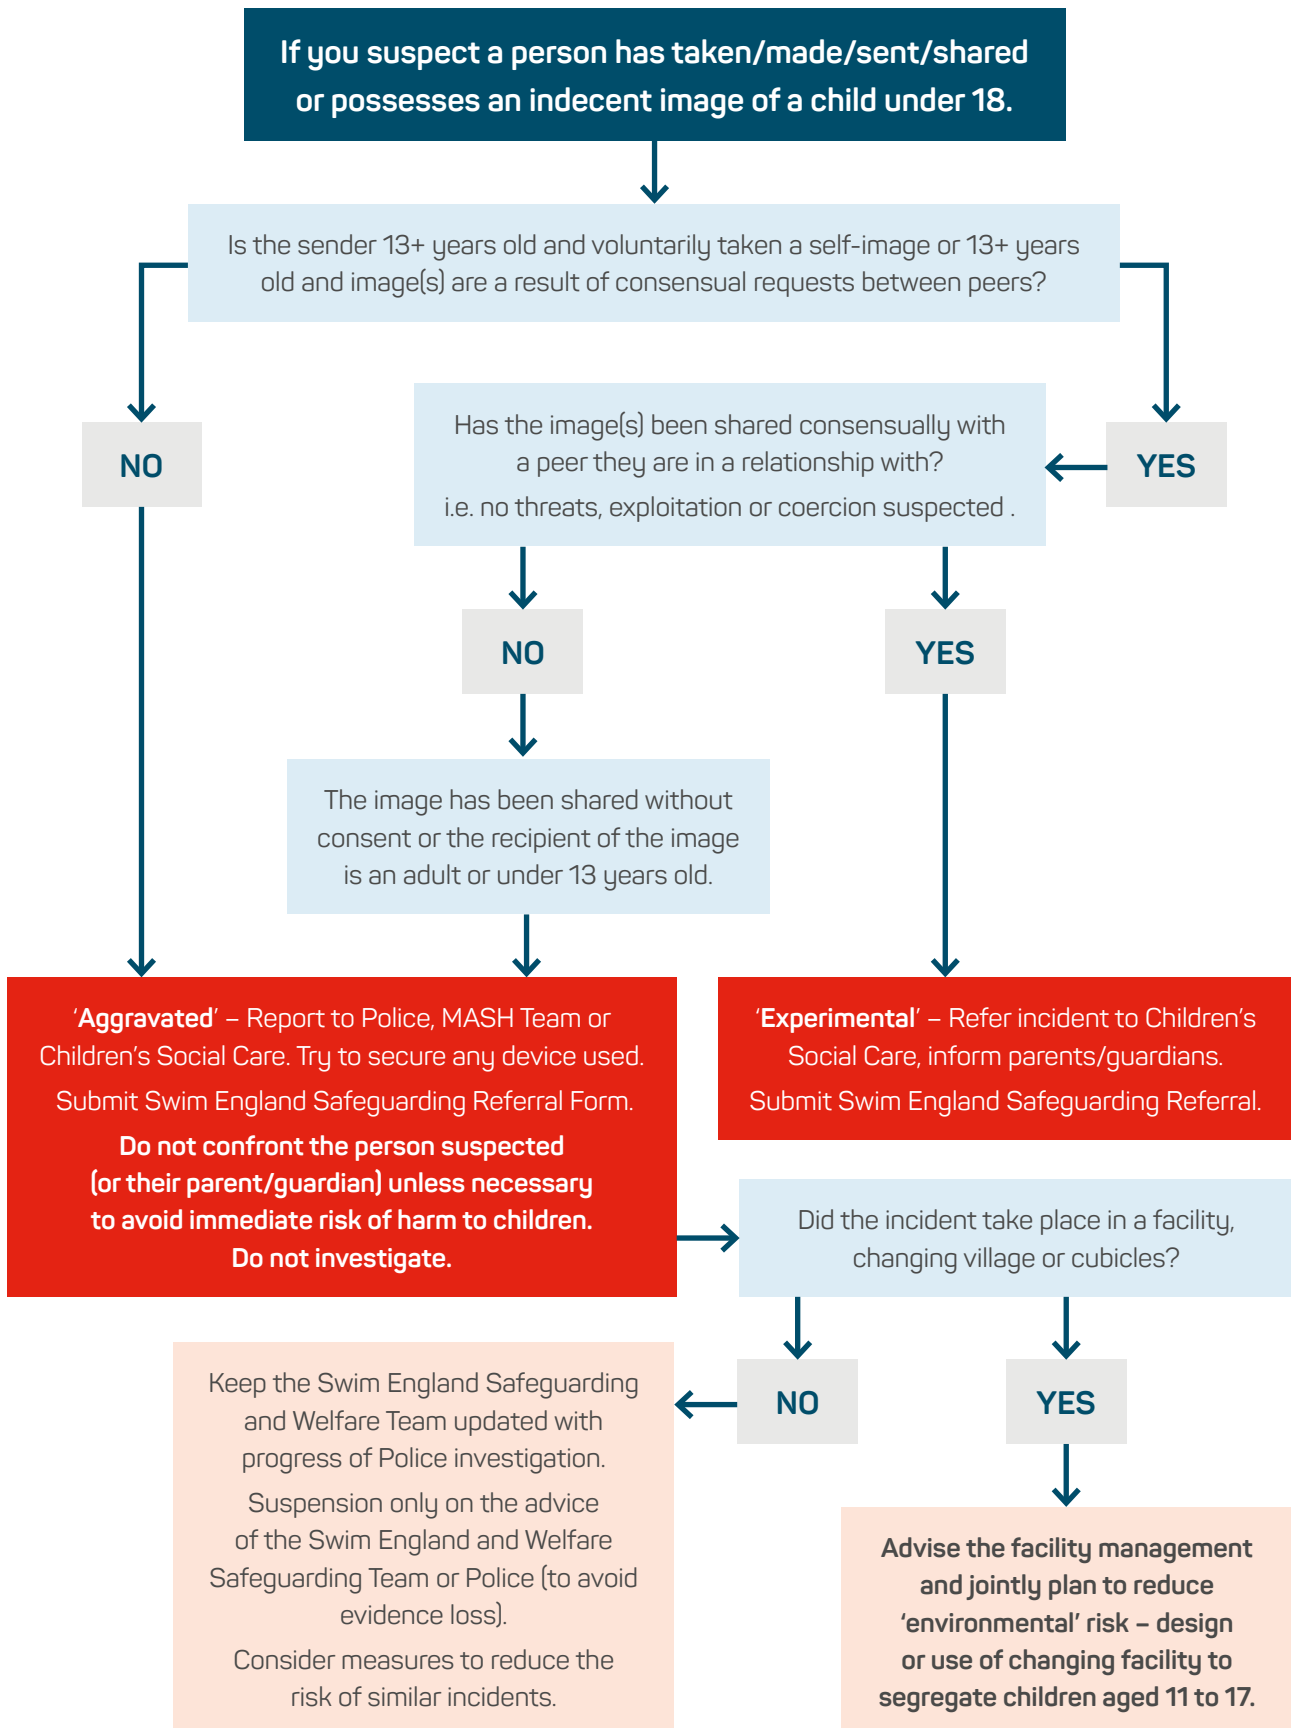 If you suspect a person has taken/made/sent/shared
or possesses an indecent image of a child under 18.
Is the sender 13+ years old and voluntarily taken a self-image or 13+ years
old and image(s) are a result of consensual requests between peers?
NO
YES
Has the image(s) been shared consensually with
a peer they are in a relationship with?
i.e. no threats, exploitation or coercion suspected .
NO
YES
The image has been shared without
consent or the recipient of the image
is an adult or under 13 years old.
‘Aggravated’ – Report to Police, MASH Team or
Children’s Social Care. Try to secure any device used.
Submit Swim England Safeguarding Referral Form.
Do not confront the person suspected
(or their parent/guardian) unless necessary
to avoid immediate risk of harm to children.
Do not investigate.
‘Experimental’ – Refer incident to Children’s
Social Care, inform parents/guardians.
Submit Swim England Safeguarding Referral.
Did the incident take place in a facility,
changing village or cubicles?
NO
YES
Keep the Swim England Safeguarding
and Welfare Team updated with
progress of Police investigation.
Suspension only on the advice
of the Swim England and Welfare
Safeguarding Team or Police (to avoid
evidence loss).
Consider measures to reduce the
risk of similar incidents.
Advise the facility management
and jointly plan to reduce
‘environmental’ risk – design
or use of changing facility to
segregate children aged 11 to 17.